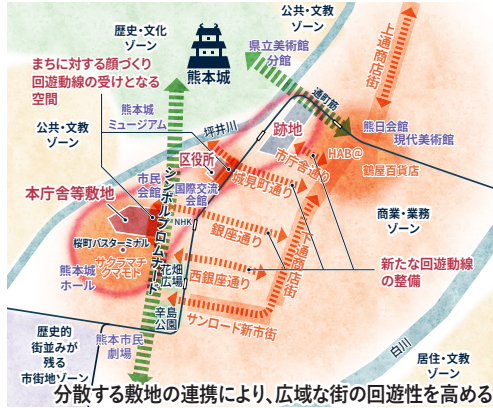 公共・文教
ゾーン
歴史・文化
ゾーン
熊本城
県立美術館
分館
上通商店街
まちに対する顔づくり
回遊動線の受けとなる
空間
通町筋
熊本城
ミュージアム
公共・文教
ゾーン
坪井川
跡地
熊日会館
現代美術館
HAB@
鶴屋百貨店
区役所
市庁舎通り
市民
会館
国際交流
会館
城見町通り
本庁舎等敷地
シンボルプロムナード
NHK
商業・業務
ゾーン
銀座通り
下通商店街
桜町バスターミナル
サクラマチ
クマモト
熊本城
ホール
花畑
広場
西銀座通り
新たな回遊動線
の整備
辛島
公園
サンロード新市街
歴史的
街並みが
残る
市街地ゾーン
熊本市民
劇場
白川
居住・文教
ゾーン
分散する敷地の連携により、広域な街の回遊性を高める